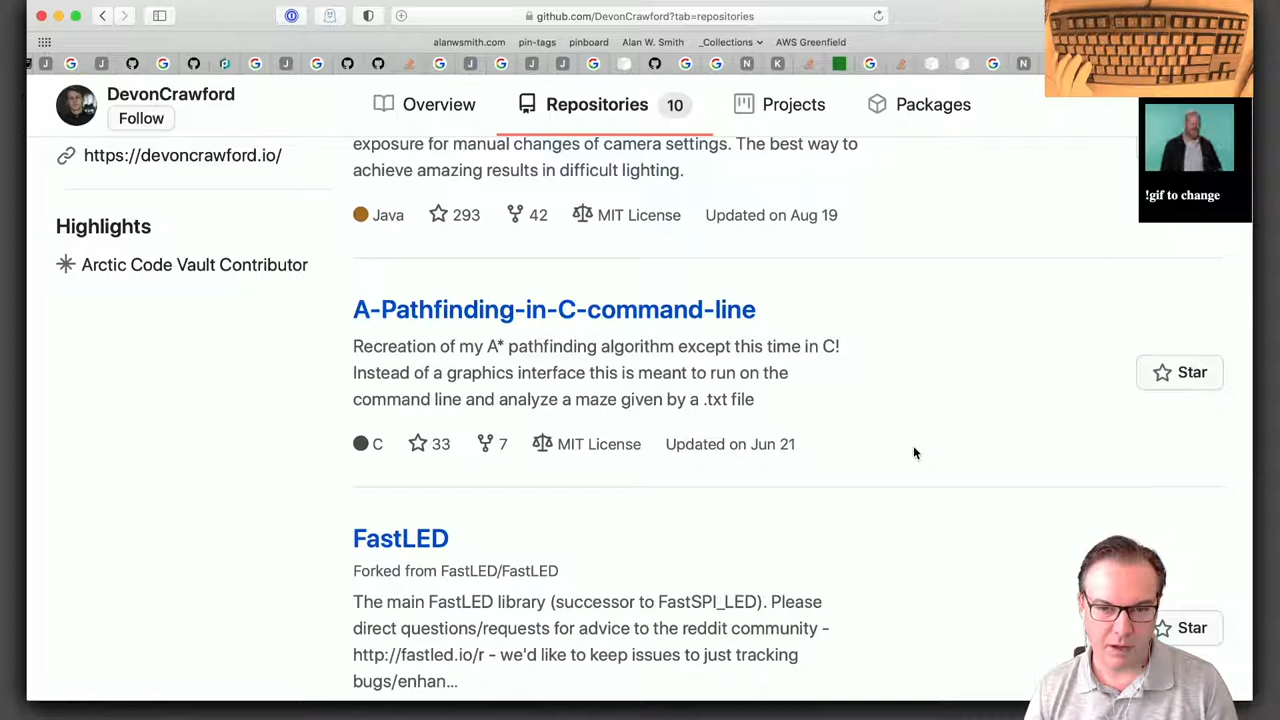 github.com/DevonCrawford?tab=repositories
alanwsmith.com pin-tags pinboard Alan W. Smith _Collections AWS Greenfield
DevonCrawford
Follow
Overview
Repositories 10
Projects
Packages
https://devoncrawford.io/
Highlights
Arctic Code Vault Contributor
exposure for manual changes of camera settings. The best way to
achieve amazing results in difficult lighting.
Java 293 42 MIT License Updated on Aug 19
A-Pathfinding-in-C-command-line
Recreation of my A* pathfinding algorithm except this time in C!
Instead of a graphics interface this is meant to run on the
command line and analyze a maze given by a .txt file
Star
C 33 7 MIT License Updated on Jun 21
FastLED
Forked from FastLED/FastLED
The main FastLED library (successor to FastSPI_LED). Please
direct questions/requests for advice to the reddit community -
http://fastled.io/r - we'd like to keep issues to just tracking
bugs/enhan...
Star
!gif to change